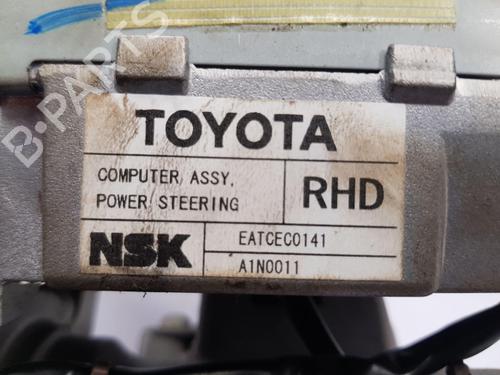 B-PARTS
TOYOTA
COMPUTER ASSY,
POWER STEERING
RHD
NSK
EATCEC0141
A1N0011